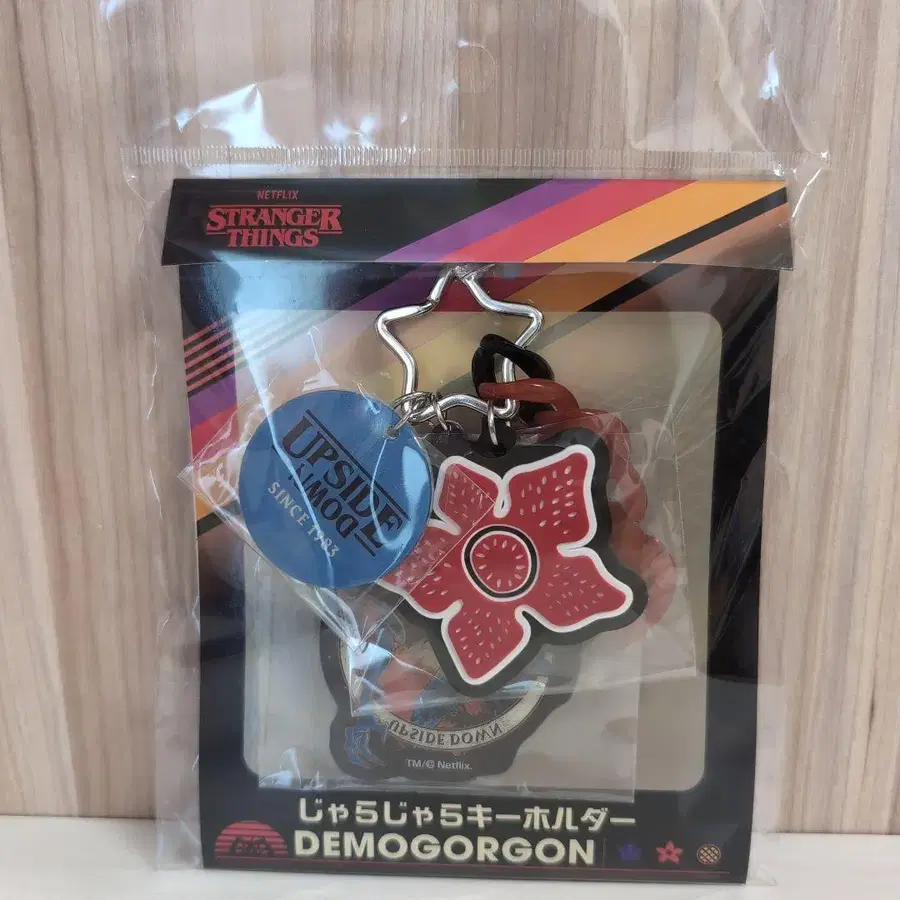 NETFLIX
STRANGER
THINGS
UPSIDE
DOWN
SINCE 1983
UPSIDE DOWN
TM/© Netflix.
じゃらじゃらキーホルダー
DEMOGORGON